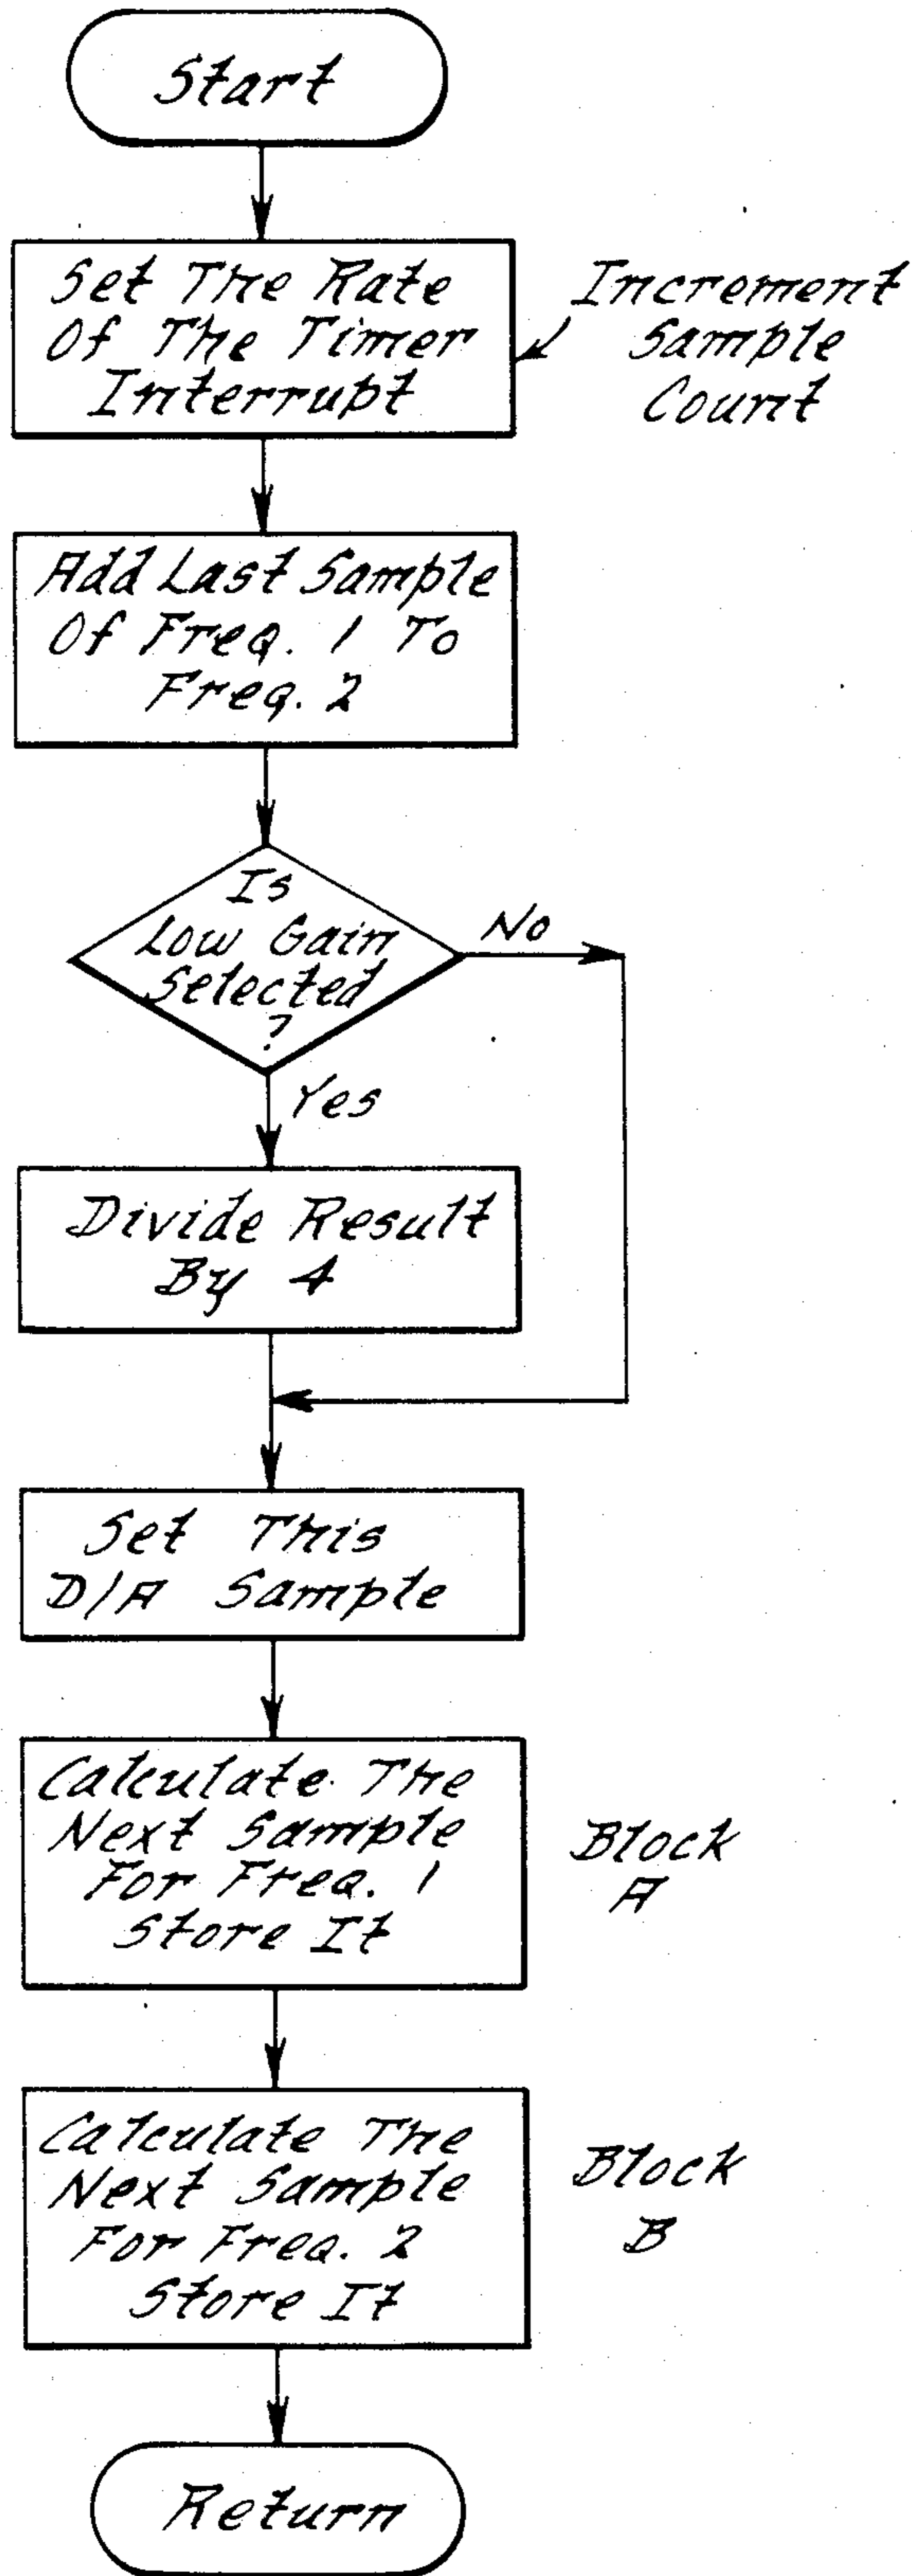 Start
Set The Rate
Of The Timer
Interrupt
Increment
Sample
Count
Add Last Sample
Of Freq. 1 To
Freq. 2
Is
Low Gain
Selected
?
No
Yes
Divide Result
By 4
Set This
D/A Sample
Calculate The
Next Sample
For Freq. 1
Store It
Block
A
Calculate The
Next Sample
For Freq. 2
Store It
Block
B
Return